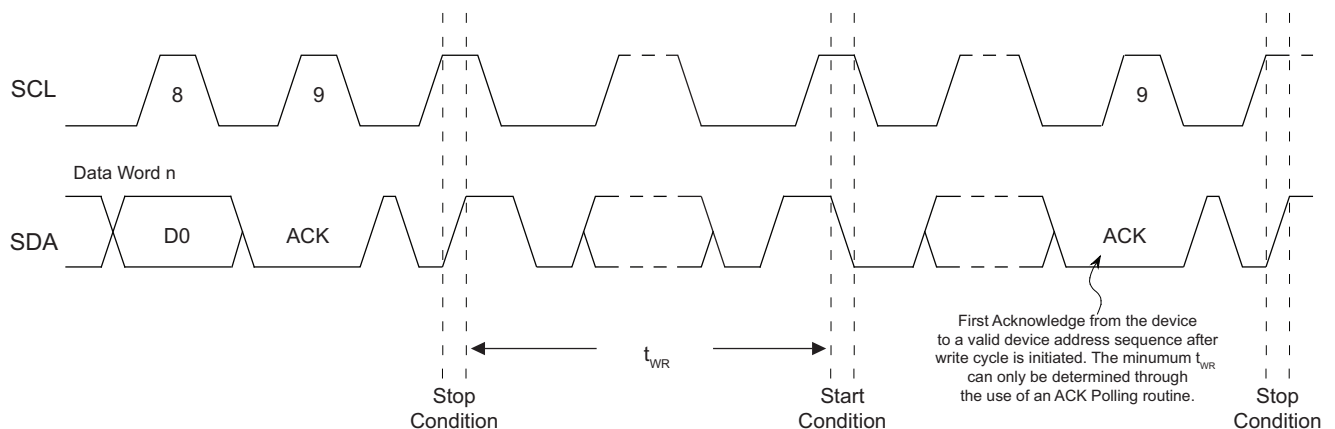 SCL
8
9
9
Data Word n
SDA
D0
ACK
ACK
First Acknowledge from the device
to a valid device address sequence after
write cycle is initiated. The minumum tWR
can only be determined through
the use of an ACK Polling routine.
tWR
Stop
Condition
Start
Condition
Stop
Condition